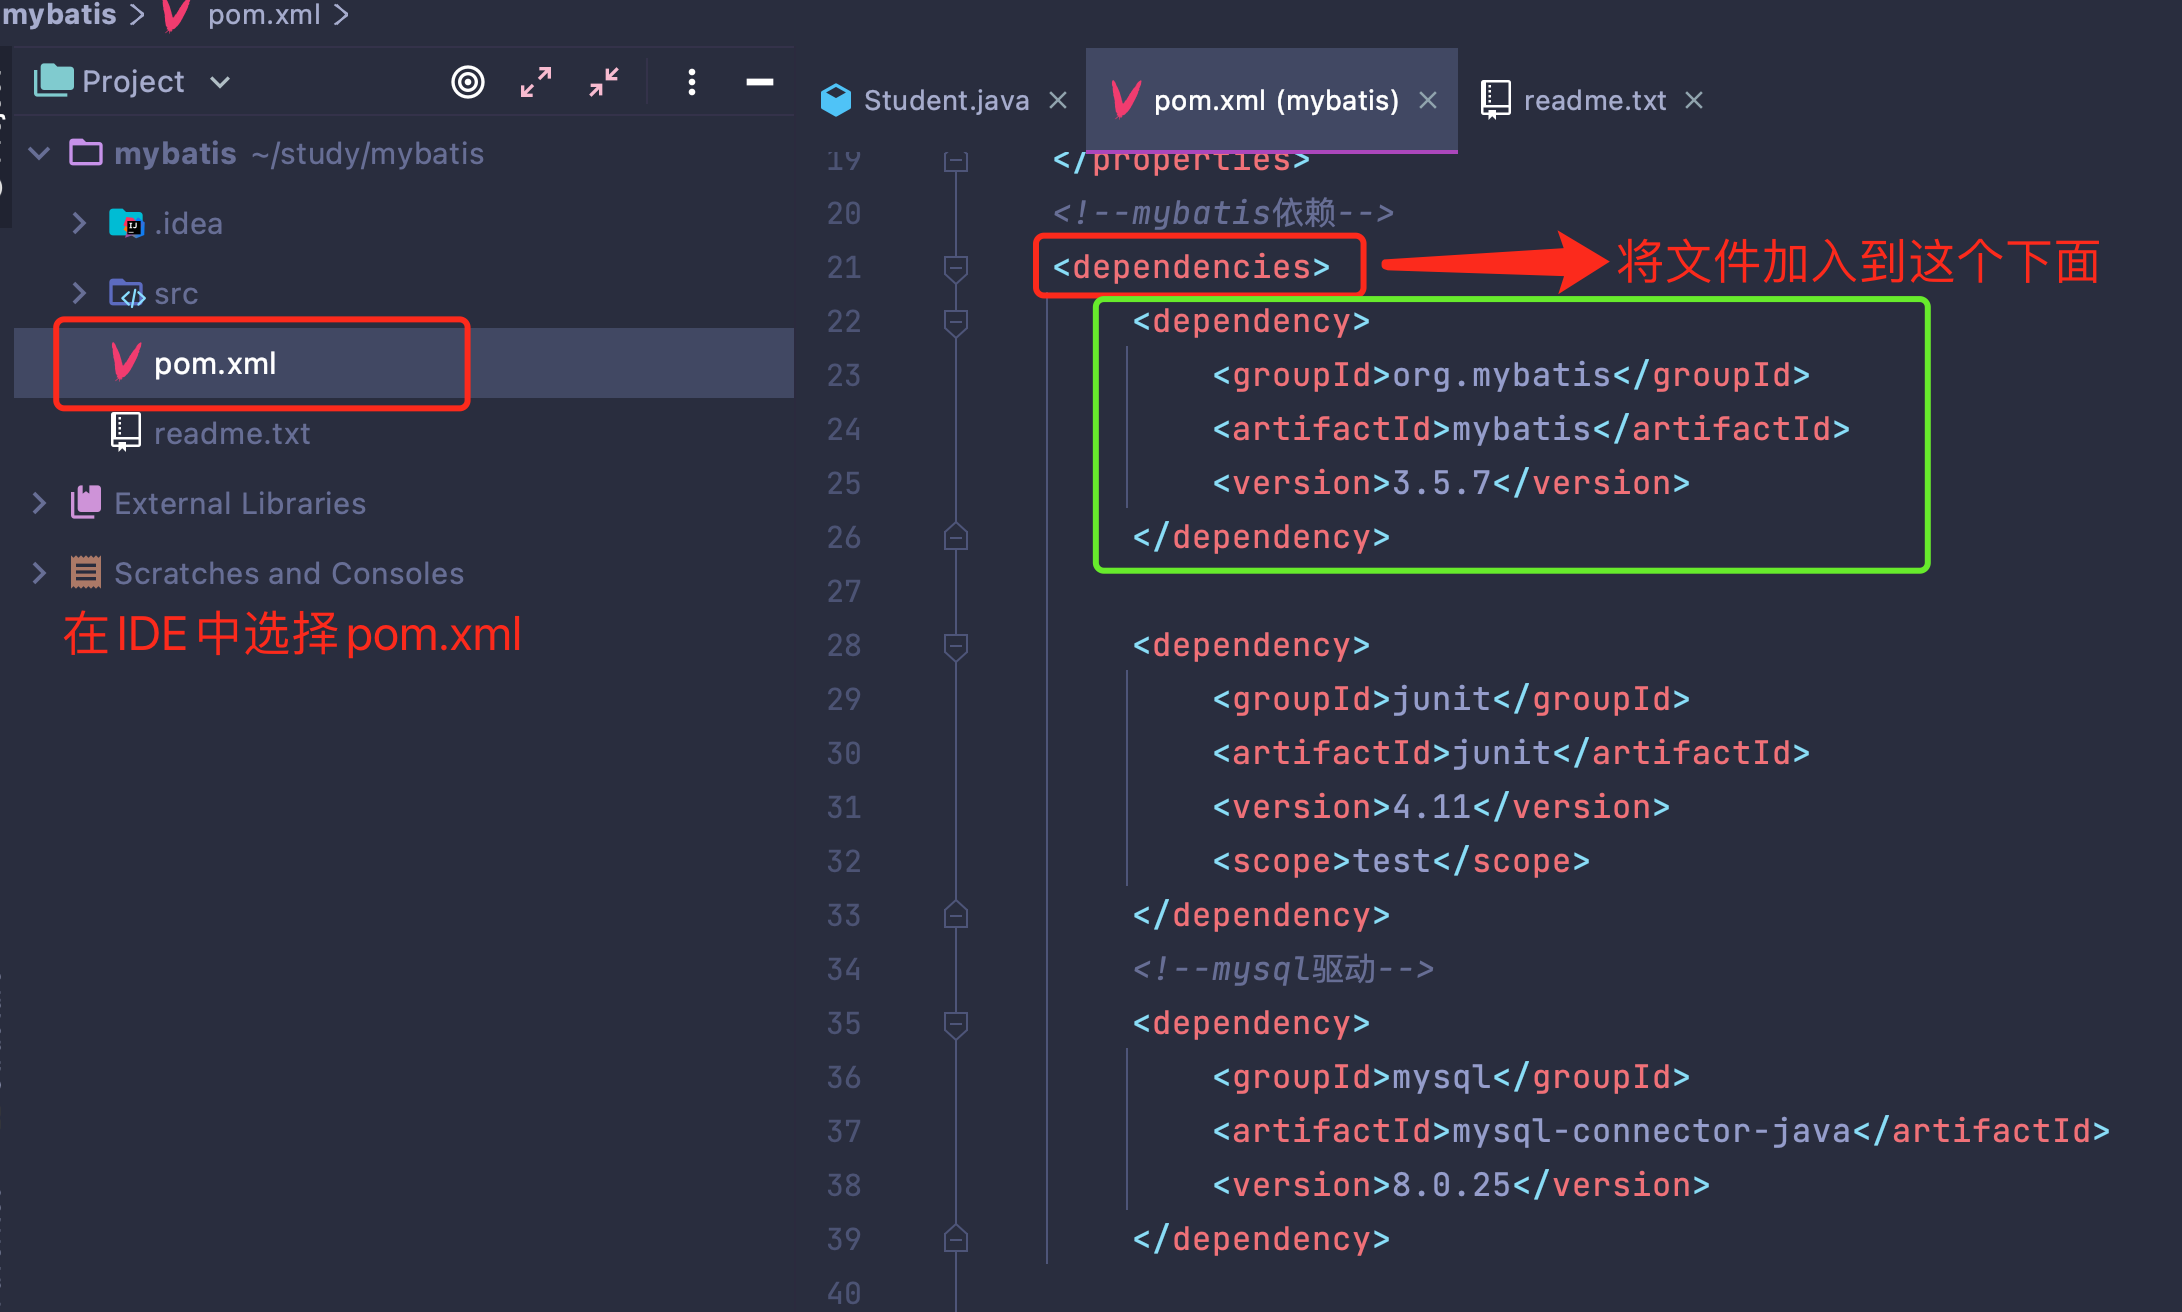 mybatis > pom.xml >
Project
mybatis ~/study/mybatis
.idea
src
pom.xml
readme.txt
External Libraries
Scratches and Consoles
在IDE中选择pom.xml
Student.java
pom.xml (mybatis)
readme.txt
19 </properties>
20 <!--mybatis依赖-->
21 <dependencies>
将文件加入到这个下面
22 <dependency>
23 <groupId>org.mybatis</groupId>
24 <artifactId>mybatis</artifactId>
25 <version>3.5.7</version>
26 </dependency>
27
28 <dependency>
29 <groupId>junit</groupId>
30 <artifactId>junit</artifactId>
31 <version>4.11</version>
32 <scope>test</scope>
33 </dependency>
34 <!--mysql驱动-->
35 <dependency>
36 <groupId>mysql</groupId>
37 <artifactId>mysql-connector-java</artifactId>
38 <version>8.0.25</version>
39 </dependency>
40